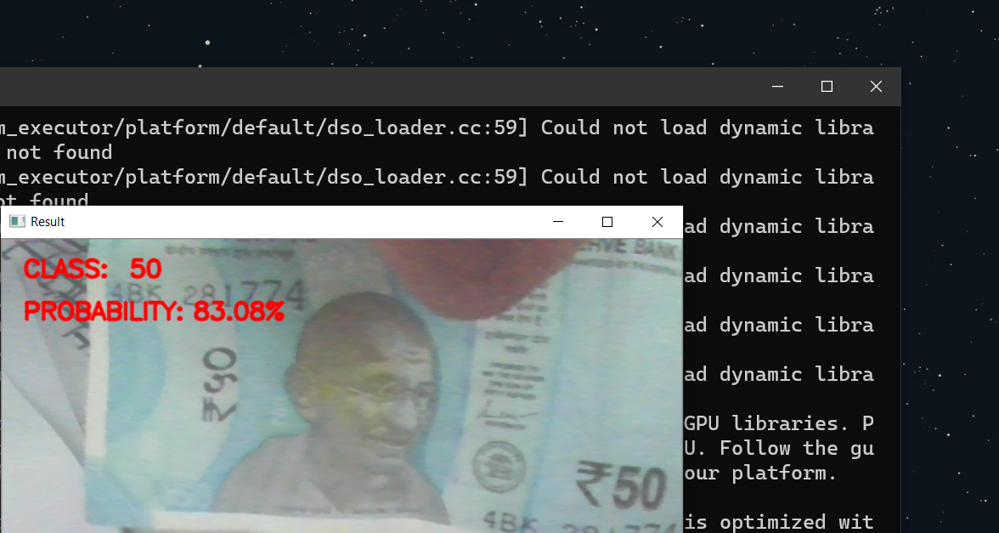 m_executor/platform/default/dso_loader.cc:59] Could not load dynamic libra
not found
m_executor/platform/default/dso_loader.cc:59] Could not load dynamic libra
not found
ad dynamic libra
ad dynamic libra
ad dynamic libra
ad dynamic libra
GPU libraries. P
U. Follow the gu
our platform.
is optimized wit
Result
CLASS: 50
PROBABILITY: 83.08%
BANK
4BK 281774
₹५०
₹50
4BK 281774